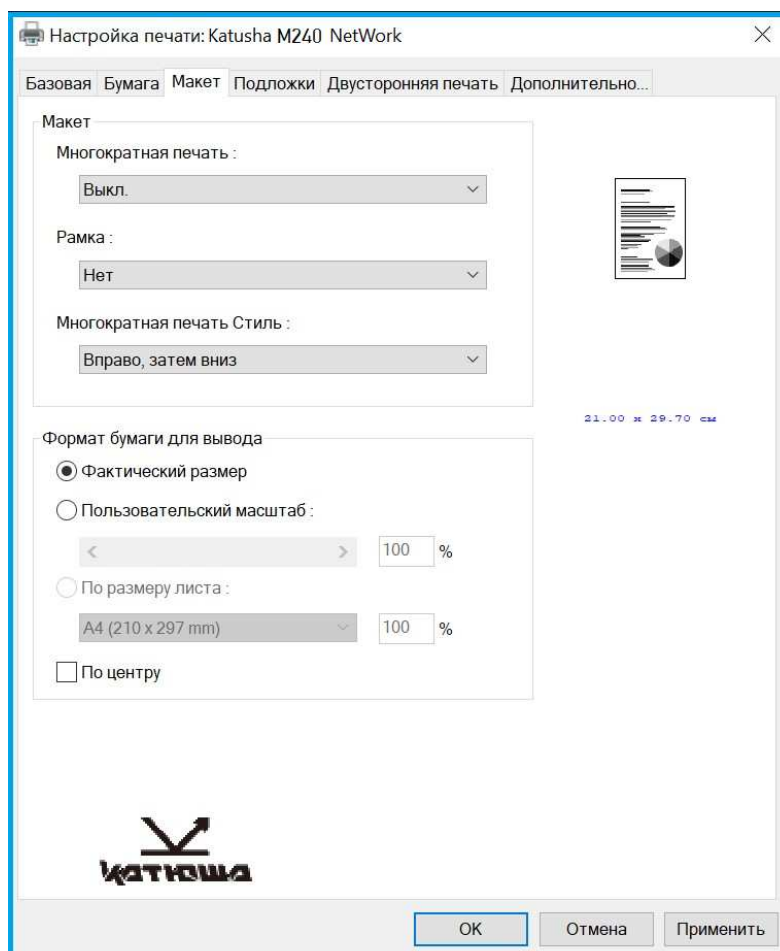 Настройка печати: Katusha M240 NetWork
Базовая Бумага Макет Подложки Двусторонняя печать Дополнительно...
Макет
Многократная печать :
Выкл.
Рамка :
Нет
Многократная печать Стиль :
Вправо, затем вниз
21.00 x 29.70 см
Формат бумаги для вывода
Фактический размер
Пользовательский масштаб :
100 %
По размеру листа :
A4 (210 x 297 mm) 100 %
По центру
катюша
OK Отмена Применить